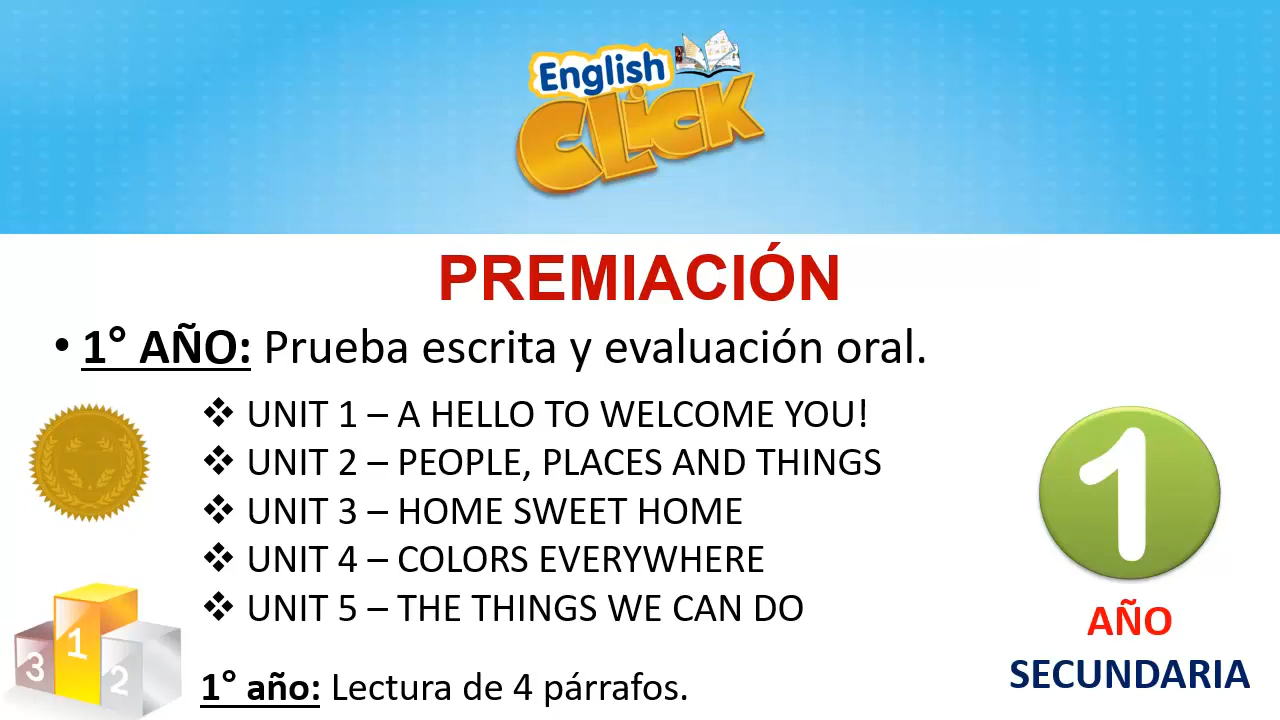 English
CLiCK
PREMIACIÓN
• 1° AÑO: Prueba escrita y evaluación oral.
❖ UNIT 1 – A HELLO TO WELCOME YOU!
❖ UNIT 2 – PEOPLE, PLACES AND THINGS
❖ UNIT 3 – HOME SWEET HOME
❖ UNIT 4 – COLORS EVERYWHERE
❖ UNIT 5 – THE THINGS WE CAN DO
1° año: Lectura de 4 párrafos.
3
1
2
1
AÑO
SECUNDARIA